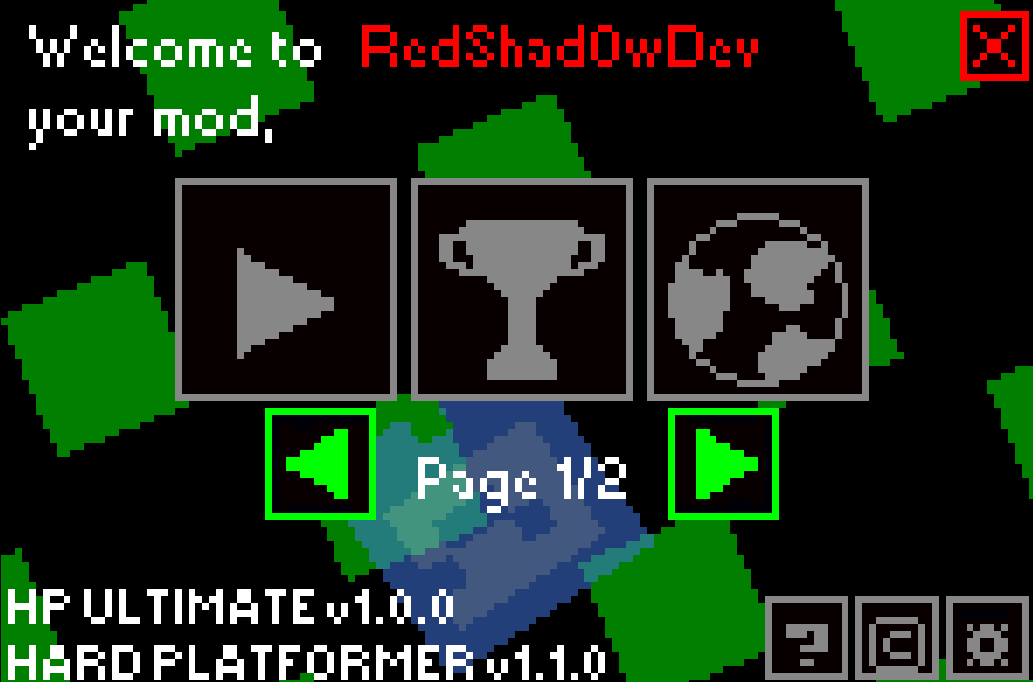 Welcome to RedShad0wDev
your mod,
Page 1/2
HP ULTIMATE v1.0.0
HARD PLATFORMER v1.1.0